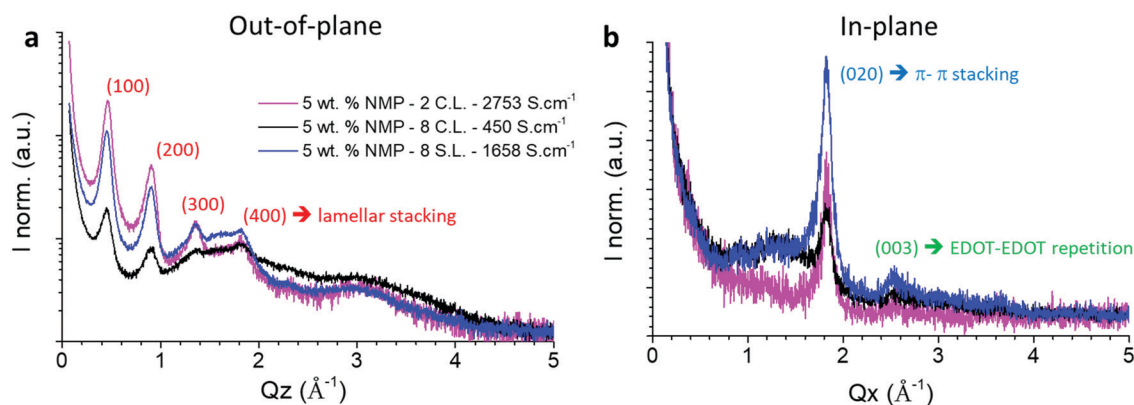 Out-of-plane
In-plane
a
I norm. (a.u.)
(100)
(200)
(300)
(400) ➔ lamellar stacking
5 wt. % NMP - 2 C.L. - 2753 S.cm⁻¹
5 wt. % NMP - 8 C.L. - 450 S.cm⁻¹
5 wt. % NMP - 8 S.L. - 1658 S.cm⁻¹
0 1 2 3 4 5
Qz (Å⁻¹)
b
I norm. (a.u.)
(020) ➔ π- π stacking
(003) ➔ EDOT-EDOT repetition
0 1 2 3 4 5
Qx (Å⁻¹)